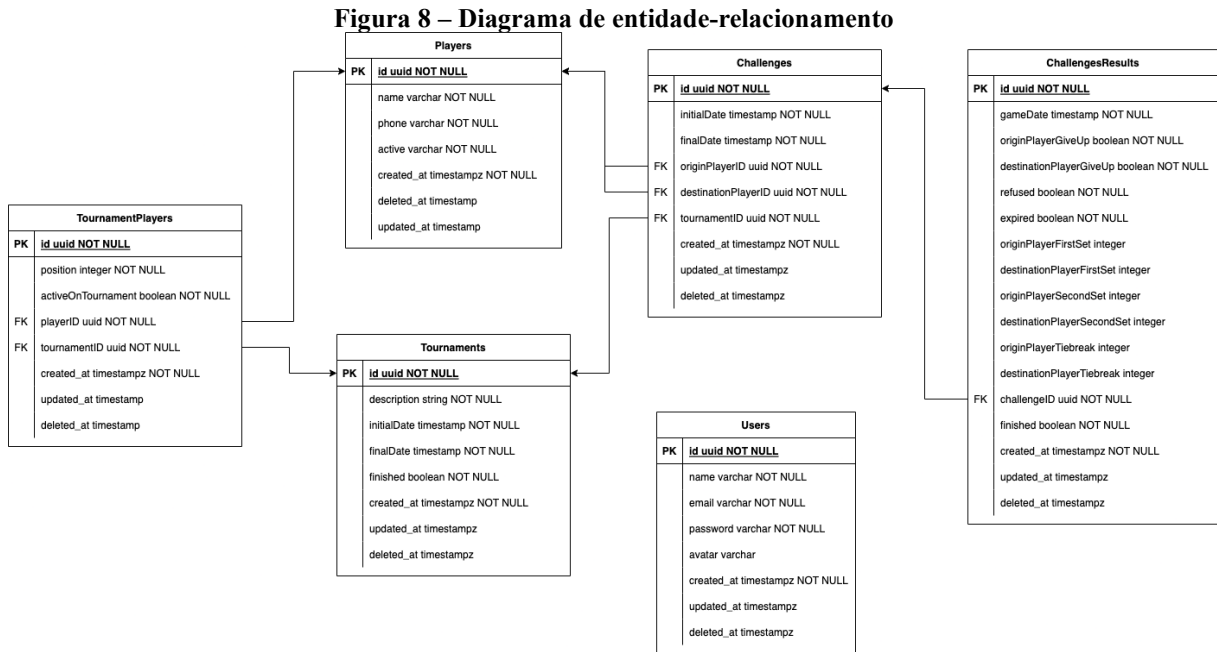 Figura 8 – Diagrama de entidade-relacionamento
Players
PK id uuid NOT NULL
name varchar NOT NULL
phone varchar NOT NULL
active varchar NOT NULL
created_at timestampz NOT NULL
deleted_at timestamp
updated_at timestamp
Challenges
PK id uuid NOT NULL
initialDate timestamp NOT NULL
finalDate timestamp NOT NULL
FK originPlayerID uuid NOT NULL
FK destinationPlayerID uuid NOT NULL
FK tournamentID uuid NOT NULL
created_at timestampz NOT NULL
updated_at timestampz
deleted_at timestampz
ChallengesResults
PK id uuid NOT NULL
gameDate timestamp NOT NULL
originPlayerGiveUp boolean NOT NULL
destinationPlayerGiveUp boolean NOT NULL
refused boolean NOT NULL
expired boolean NOT NULL
originPlayerFirstSet integer
destinationPlayerFirstSet integer
originPlayerSecondSet integer
destinationPlayerSecondSet integer
originPlayerTiebreak integer
destinationPlayerTiebreak integer
FK challengeID uuid NOT NULL
finished boolean NOT NULL
created_at timestampz NOT NULL
updated_at timestampz
deleted_at timestampz
TournamentPlayers
PK id uuid NOT NULL
position integer NOT NULL
activeOnTournament boolean NOT NULL
FK playerID uuid NOT NULL
FK tournamentID uuid NOT NULL
created_at timestampz NOT NULL
updated_at timestamp
deleted_at timestamp
Tournaments
PK id uuid NOT NULL
description string NOT NULL
initialDate timestamp NOT NULL
finalDate timestamp NOT NULL
finished boolean NOT NULL
created_at timestampz NOT NULL
updated_at timestampz
deleted_at timestampz
Users
PK id uuid NOT NULL
name varchar NOT NULL
email varchar NOT NULL
password varchar NOT NULL
avatar varchar
created_at timestampz NOT NULL
updated_at timestampz
deleted_at timestampz